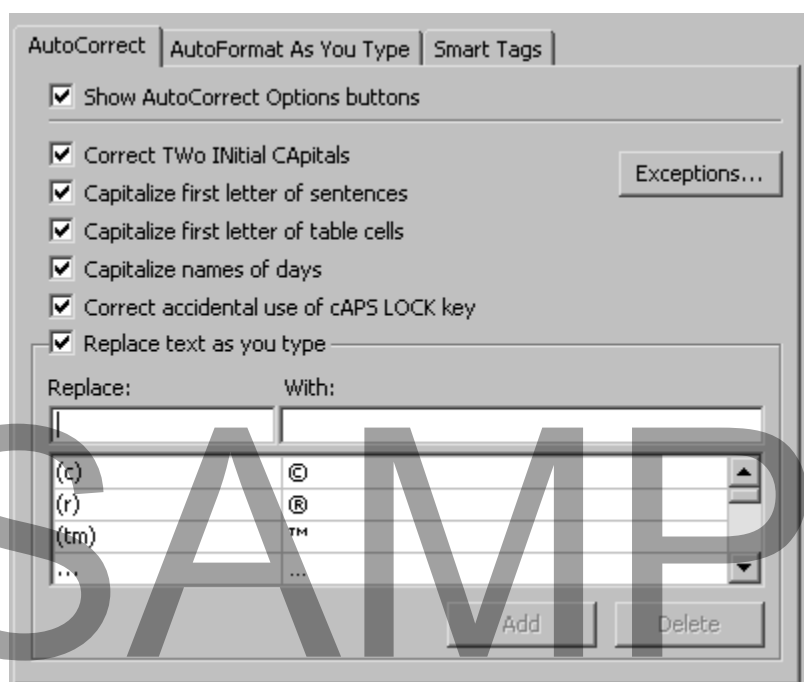 AutoCorrect AutoFormat As You Type Smart Tags
Show AutoCorrect Options buttons
Correct TWo INitial CApitals
Exceptions...
Capitalize first letter of sentences
Capitalize first letter of table cells
Capitalize names of days
Correct accidental use of cAPS LOCK key
Replace text as you type
Replace: With:
(c) ©
(r) ®
(tm) ™
... …
Add Delete
SAMP